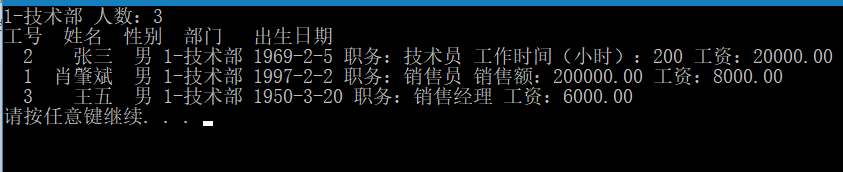 1-技术部 人数：3
工号 姓名 性别 部门 出生日期
2 张三 男 1-技术部 1969-2-5 职务：技术员 工作时间（小时）：200 工资：20000.00
1 肖肇斌 男 1-技术部 1997-2-2 职务：销售员 销售额：200000.00 工资：8000.00
3 王五 男 1-技术部 1950-3-20 职务：销售经理 工资：6000.00
请按任意键继续. . .